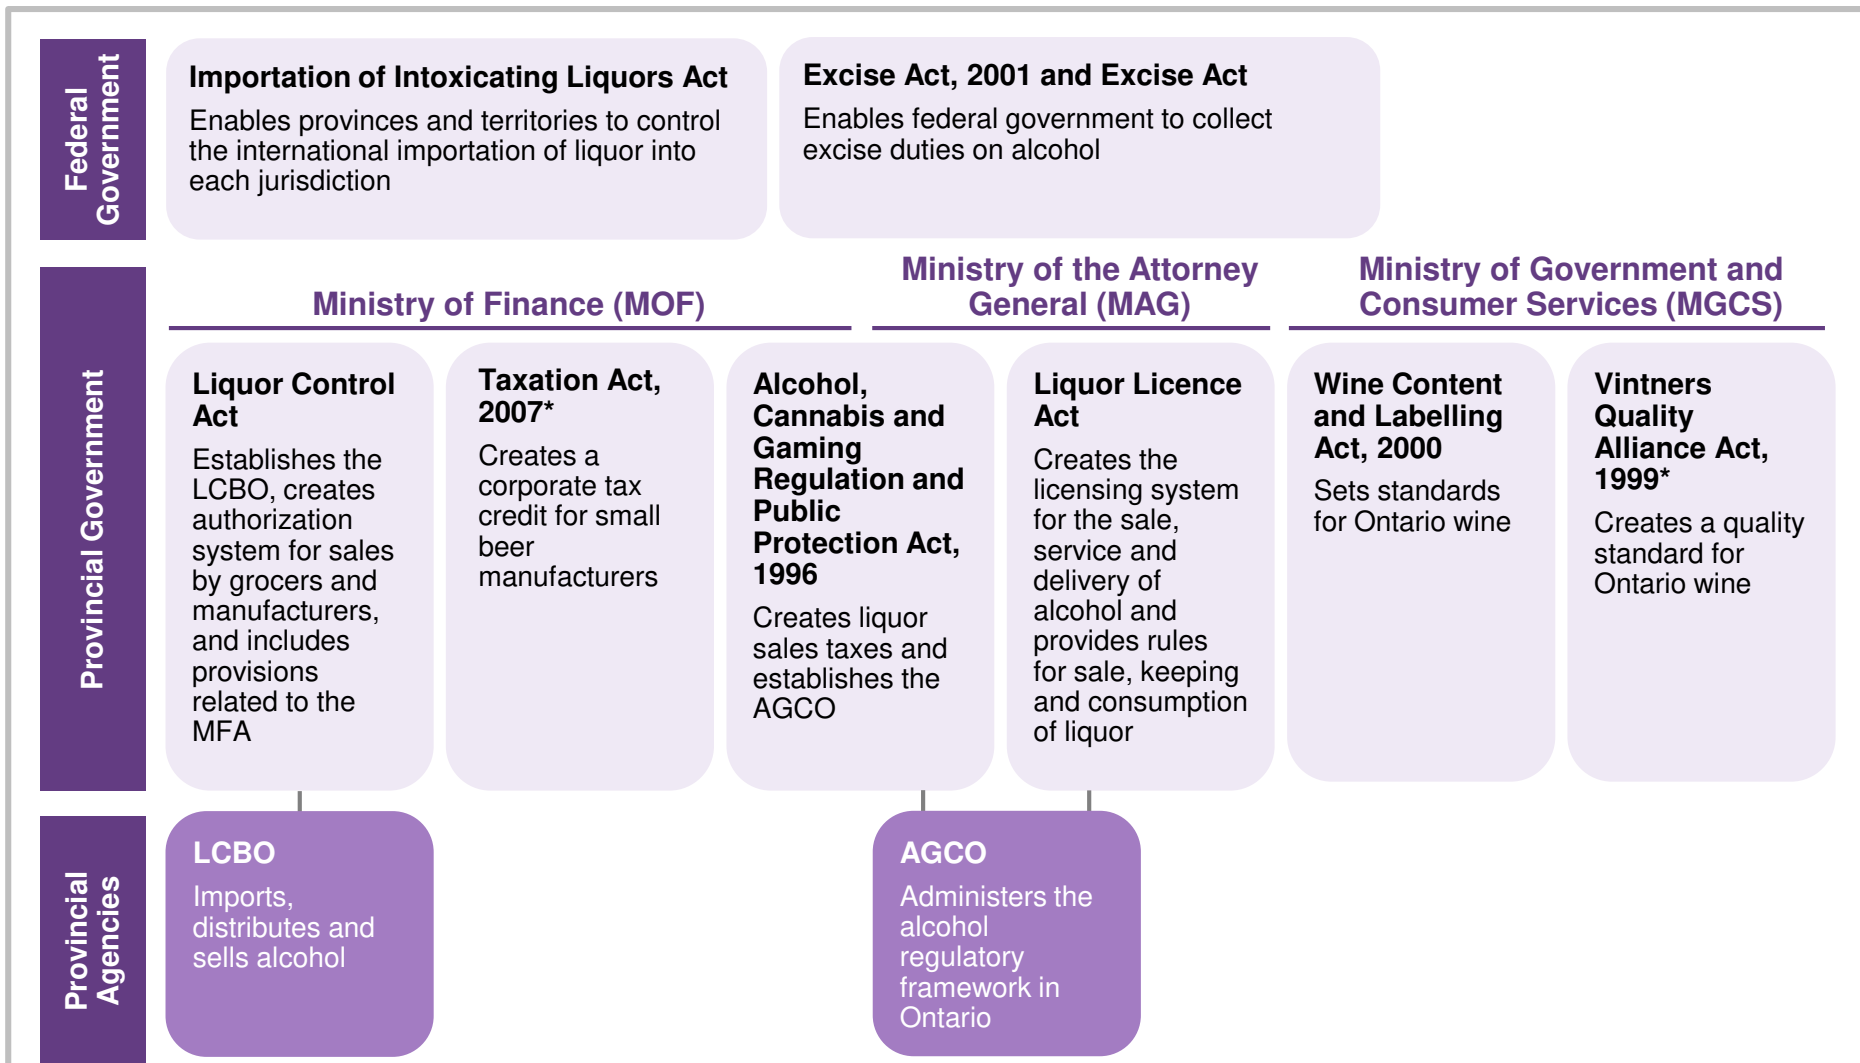 Federal
Government
Importation of Intoxicating Liquors Act
Enables provinces and territories to control
the international importation of liquor into
each jurisdiction
Excise Act, 2001 and Excise Act
Enables federal government to collect
excise duties on alcohol
Provincial Government
Ministry of Finance (MOF)
Ministry of the Attorney
General (MAG)
Ministry of Government and
Consumer Services (MGCS)
Liquor Control
Act
Establishes the
LCBO, creates
authorization
system for sales
by grocers and
manufacturers,
and includes
provisions
related to the
MFA
Taxation Act,
2007*
Creates a
corporate tax
credit for small
beer
manufacturers
Alcohol,
Cannabis and
Gaming
Regulation and
Public
Protection Act,
1996
Creates liquor
sales taxes and
establishes the
AGCO
Liquor Licence
Act
Creates the
licensing system
for the sale,
service and
delivery of
alcohol and
provides rules
for sale, keeping
and consumption
of liquor
Wine Content
and Labelling
Act, 2000
Sets standards
for Ontario wine
Vintners
Quality
Alliance Act,
1999*
Creates a quality
standard for
Ontario wine
Provincial
Agencies
LCBO
Imports,
distributes and
sells alcohol
AGCO
Administers the
alcohol
regulatory
framework in
Ontario